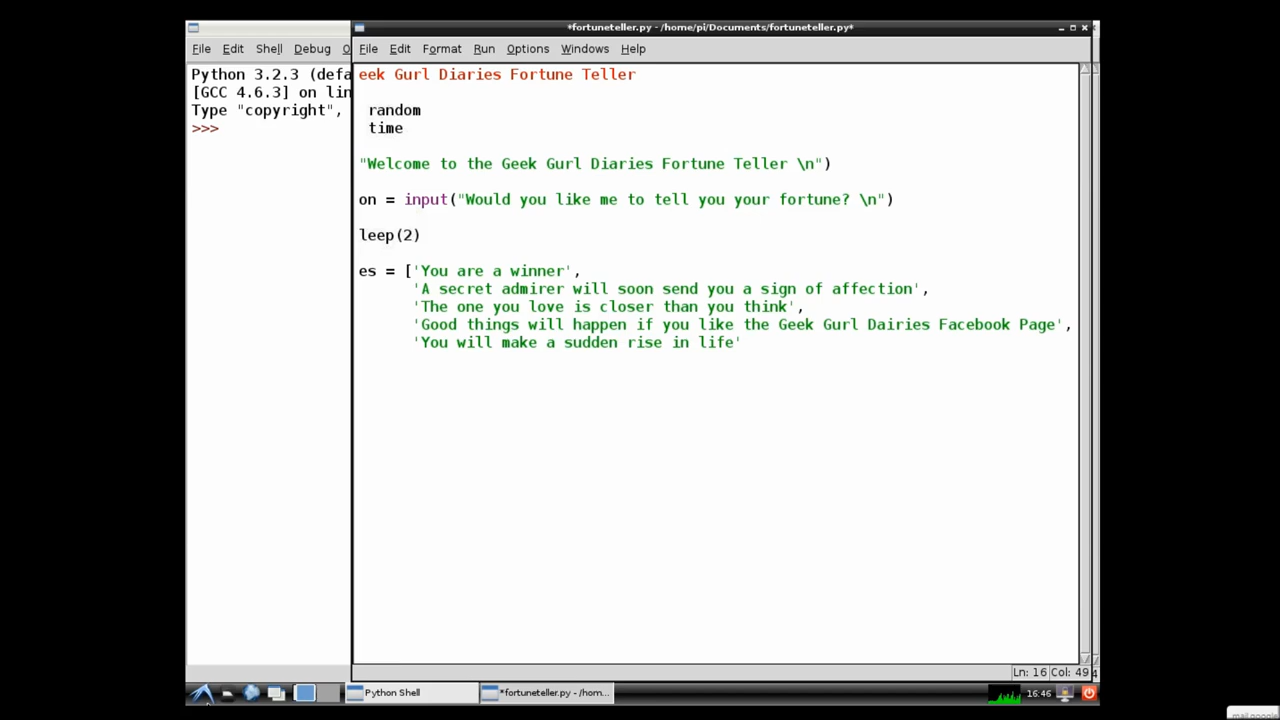 *fortuneteller.py - /home/pi/Documents/fortuneteller.py*
File Edit Shell Debug O
File Edit Format Run Options Windows Help
Python 3.2.3 (defa
[GCC 4.6.3] on lin
Type "copyright",
>>>
eek Gurl Diaries Fortune Teller
random
time
"Welcome to the Geek Gurl Diaries Fortune Teller \n")
on = input("Would you like me to tell you your fortune? \n")
leep(2)
es = ['You are a winner',
'A secret admirer will soon send you a sign of affection',
'The one you love is closer than you think',
'Good things will happen if you like the Geek Gurl Dairies Facebook Page',
'You will make a sudden rise in life'
Ln: 16 Col: 49
4
Python Shell
*fortuneteller.py - /hom...
16:46